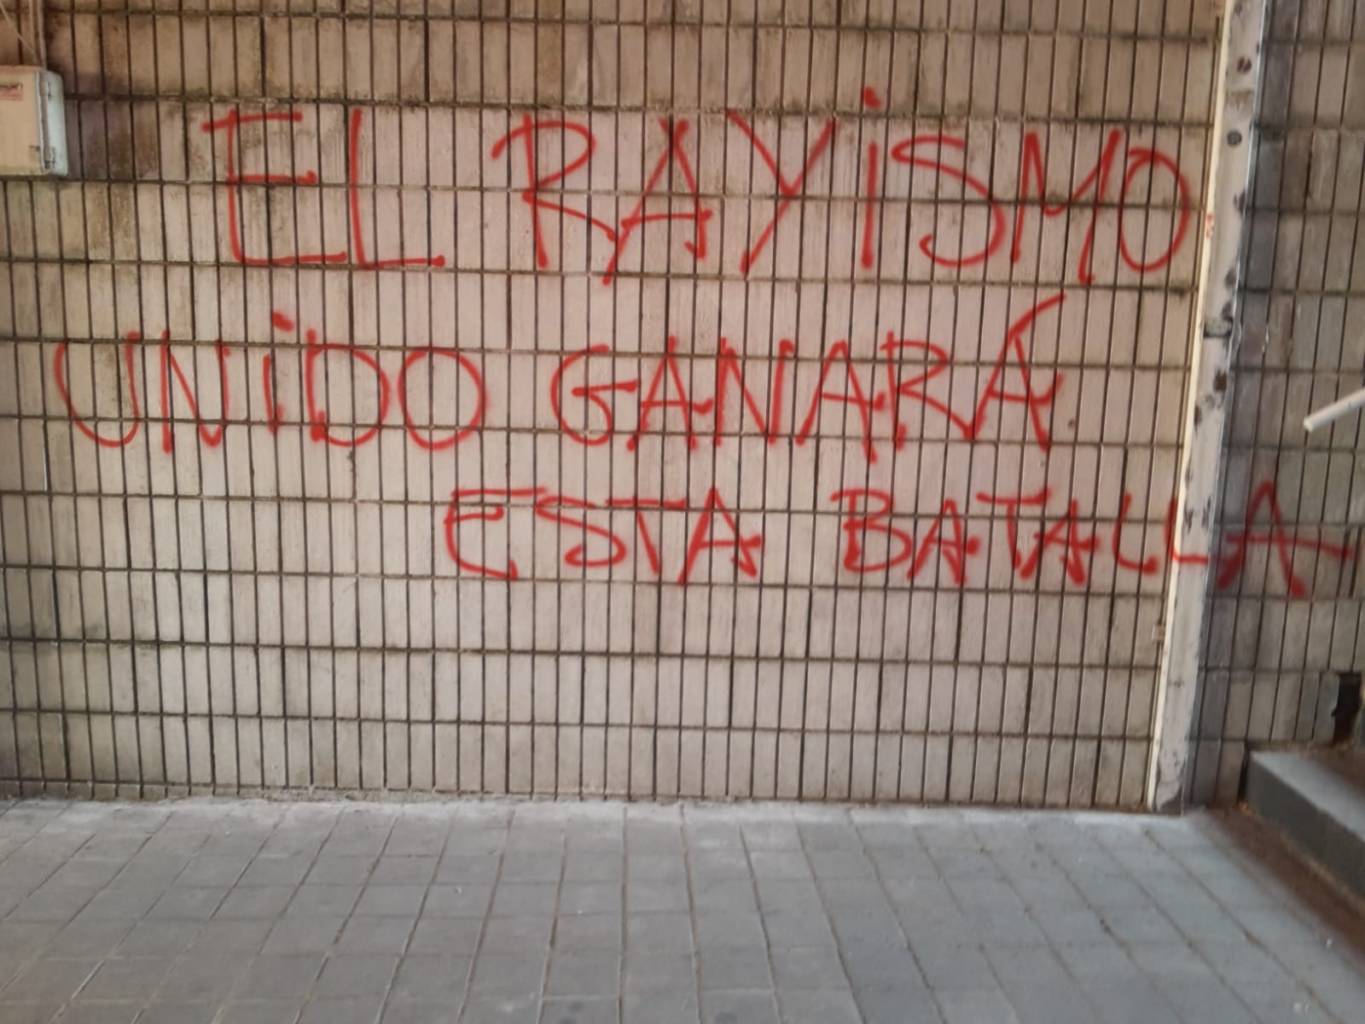 EL RAYiSMO
UNiDO GANARÁ
ESTA BATALLA